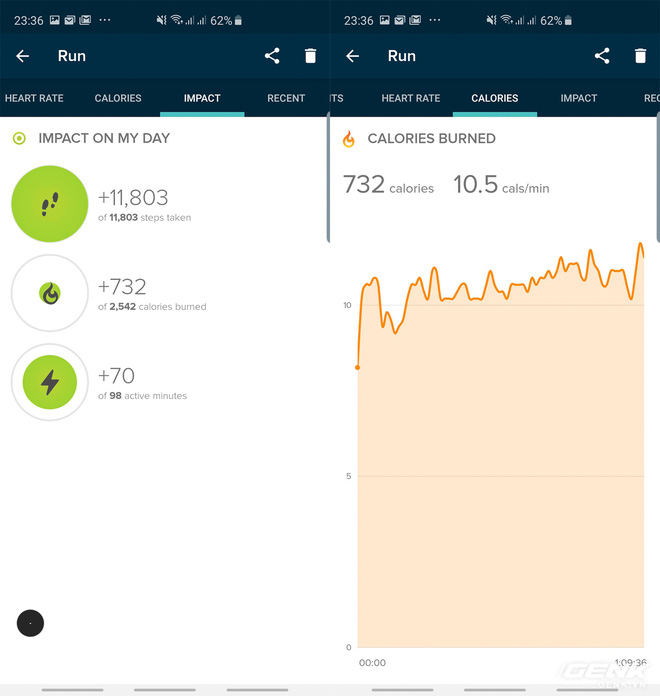 23:36 ··· 62%
Run
HEART RATE CALORIES IMPACT RECENT
IMPACT ON MY DAY
+11,803
of 11,803 steps taken
+732
of 2,542 calories burned
+70
of 98 active minutes
23:36 ··· 62%
Run
ITS HEART RATE CALORIES IMPACT REC
CALORIES BURNED
732 calories 10.5 cals/min
10
5
0
00:00 1:09:36
GENK